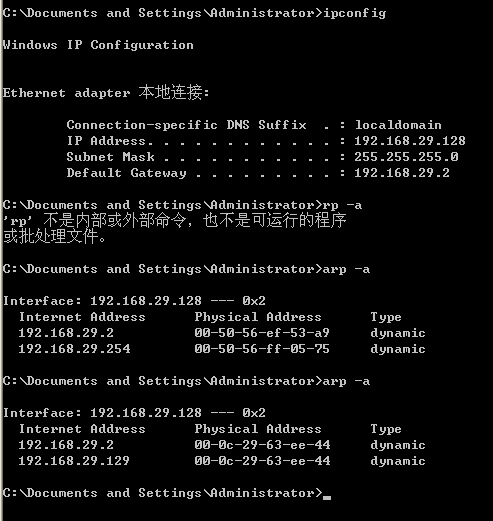 C:\Documents and Settings\Administrator>ipconfig
Windows IP Configuration
Ethernet adapter 本地连接:
Connection-specific DNS Suffix  . : localdomain
IP Address. . . . . . . . . . . . : 192.168.29.128
Subnet Mask . . . . . . . . . . . : 255.255.255.0
Default Gateway . . . . . . . . . : 192.168.29.2
C:\Documents and Settings\Administrator>rp -a
'rp' 不是内部或外部命令，也不是可运行的程序
或批处理文件。
C:\Documents and Settings\Administrator>arp -a
Interface: 192.168.29.128 --- 0x2
Internet Address      Physical Address      Type
192.168.29.2          00-50-56-ef-53-a9     dynamic
192.168.29.254        00-50-56-ff-05-75     dynamic
C:\Documents and Settings\Administrator>arp -a
Interface: 192.168.29.128 --- 0x2
Internet Address      Physical Address      Type
192.168.29.2          00-0c-29-63-ee-44     dynamic
192.168.29.129        00-0c-29-63-ee-44     dynamic
C:\Documents and Settings\Administrator>_